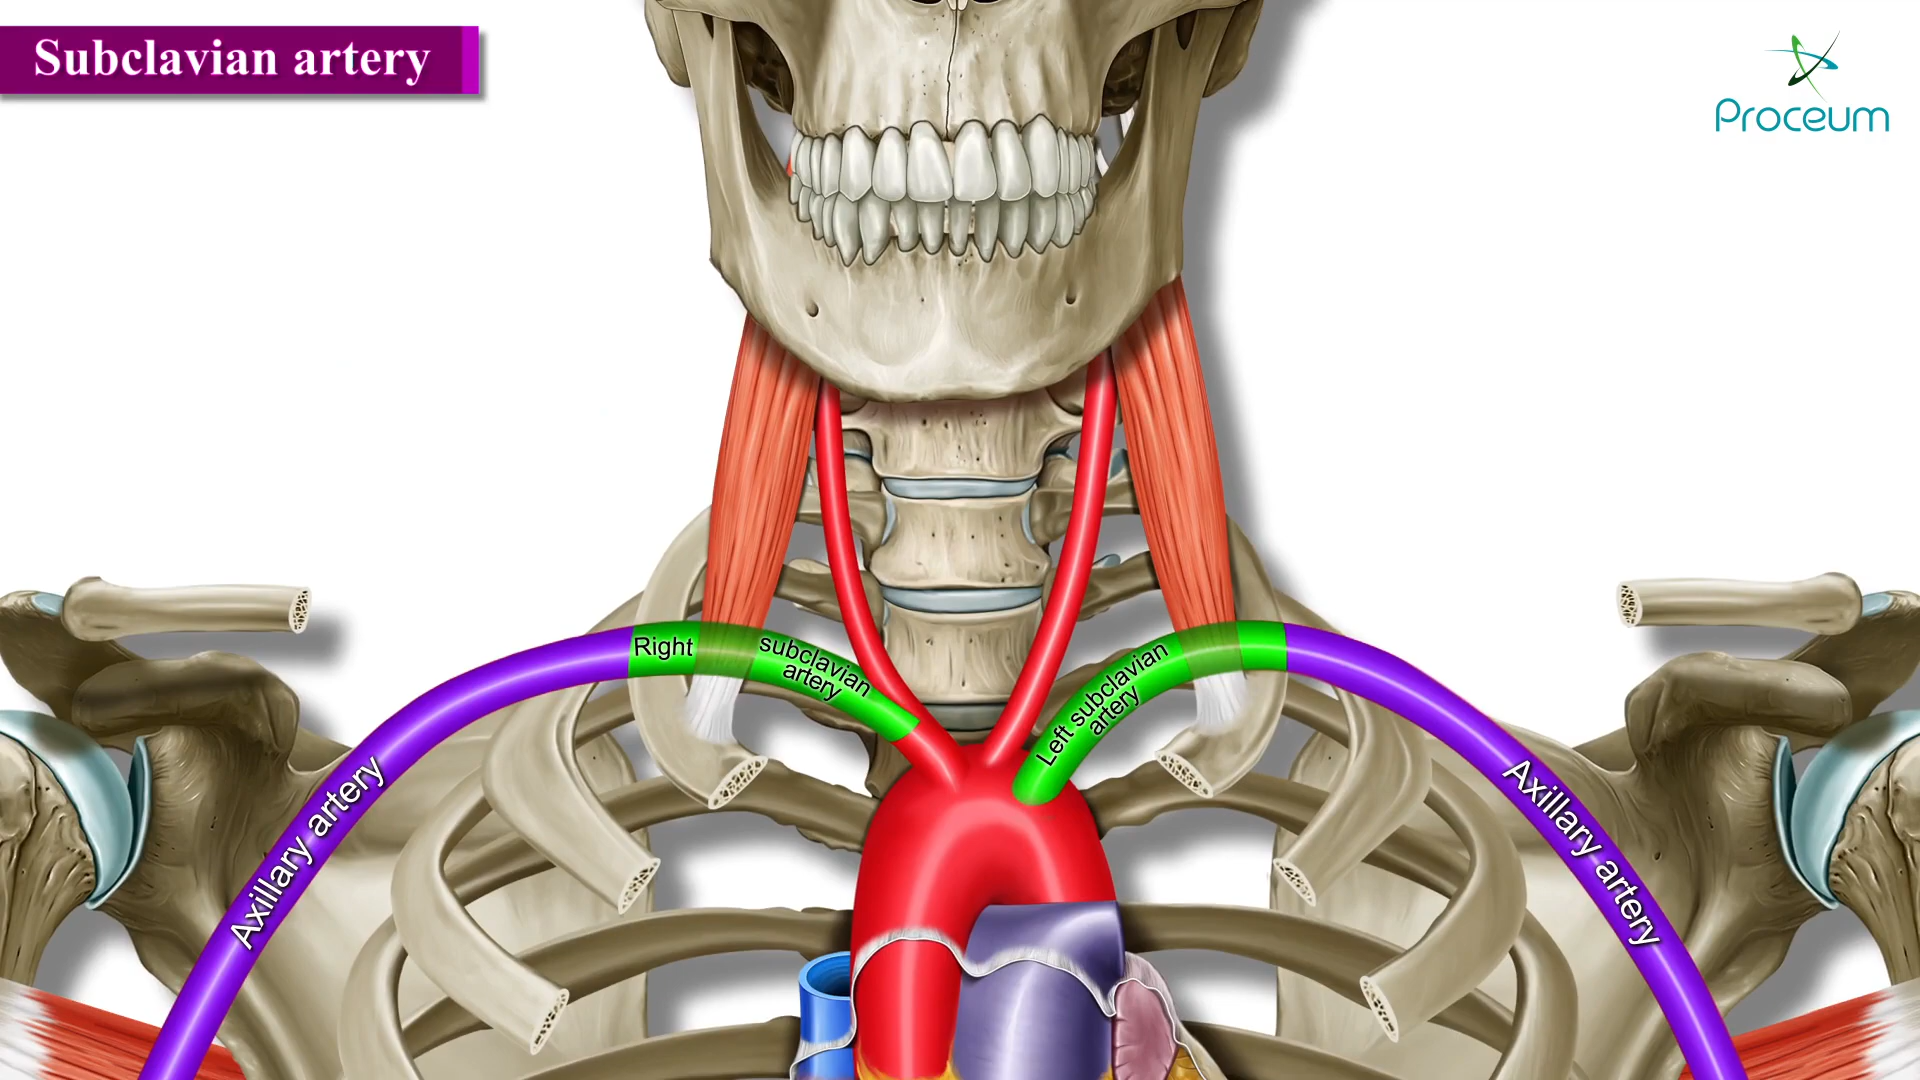 Subclavian artery
Proceum
Right
subclavian
artery
Left subclavian
artery
Axillary artery
Axillary artery